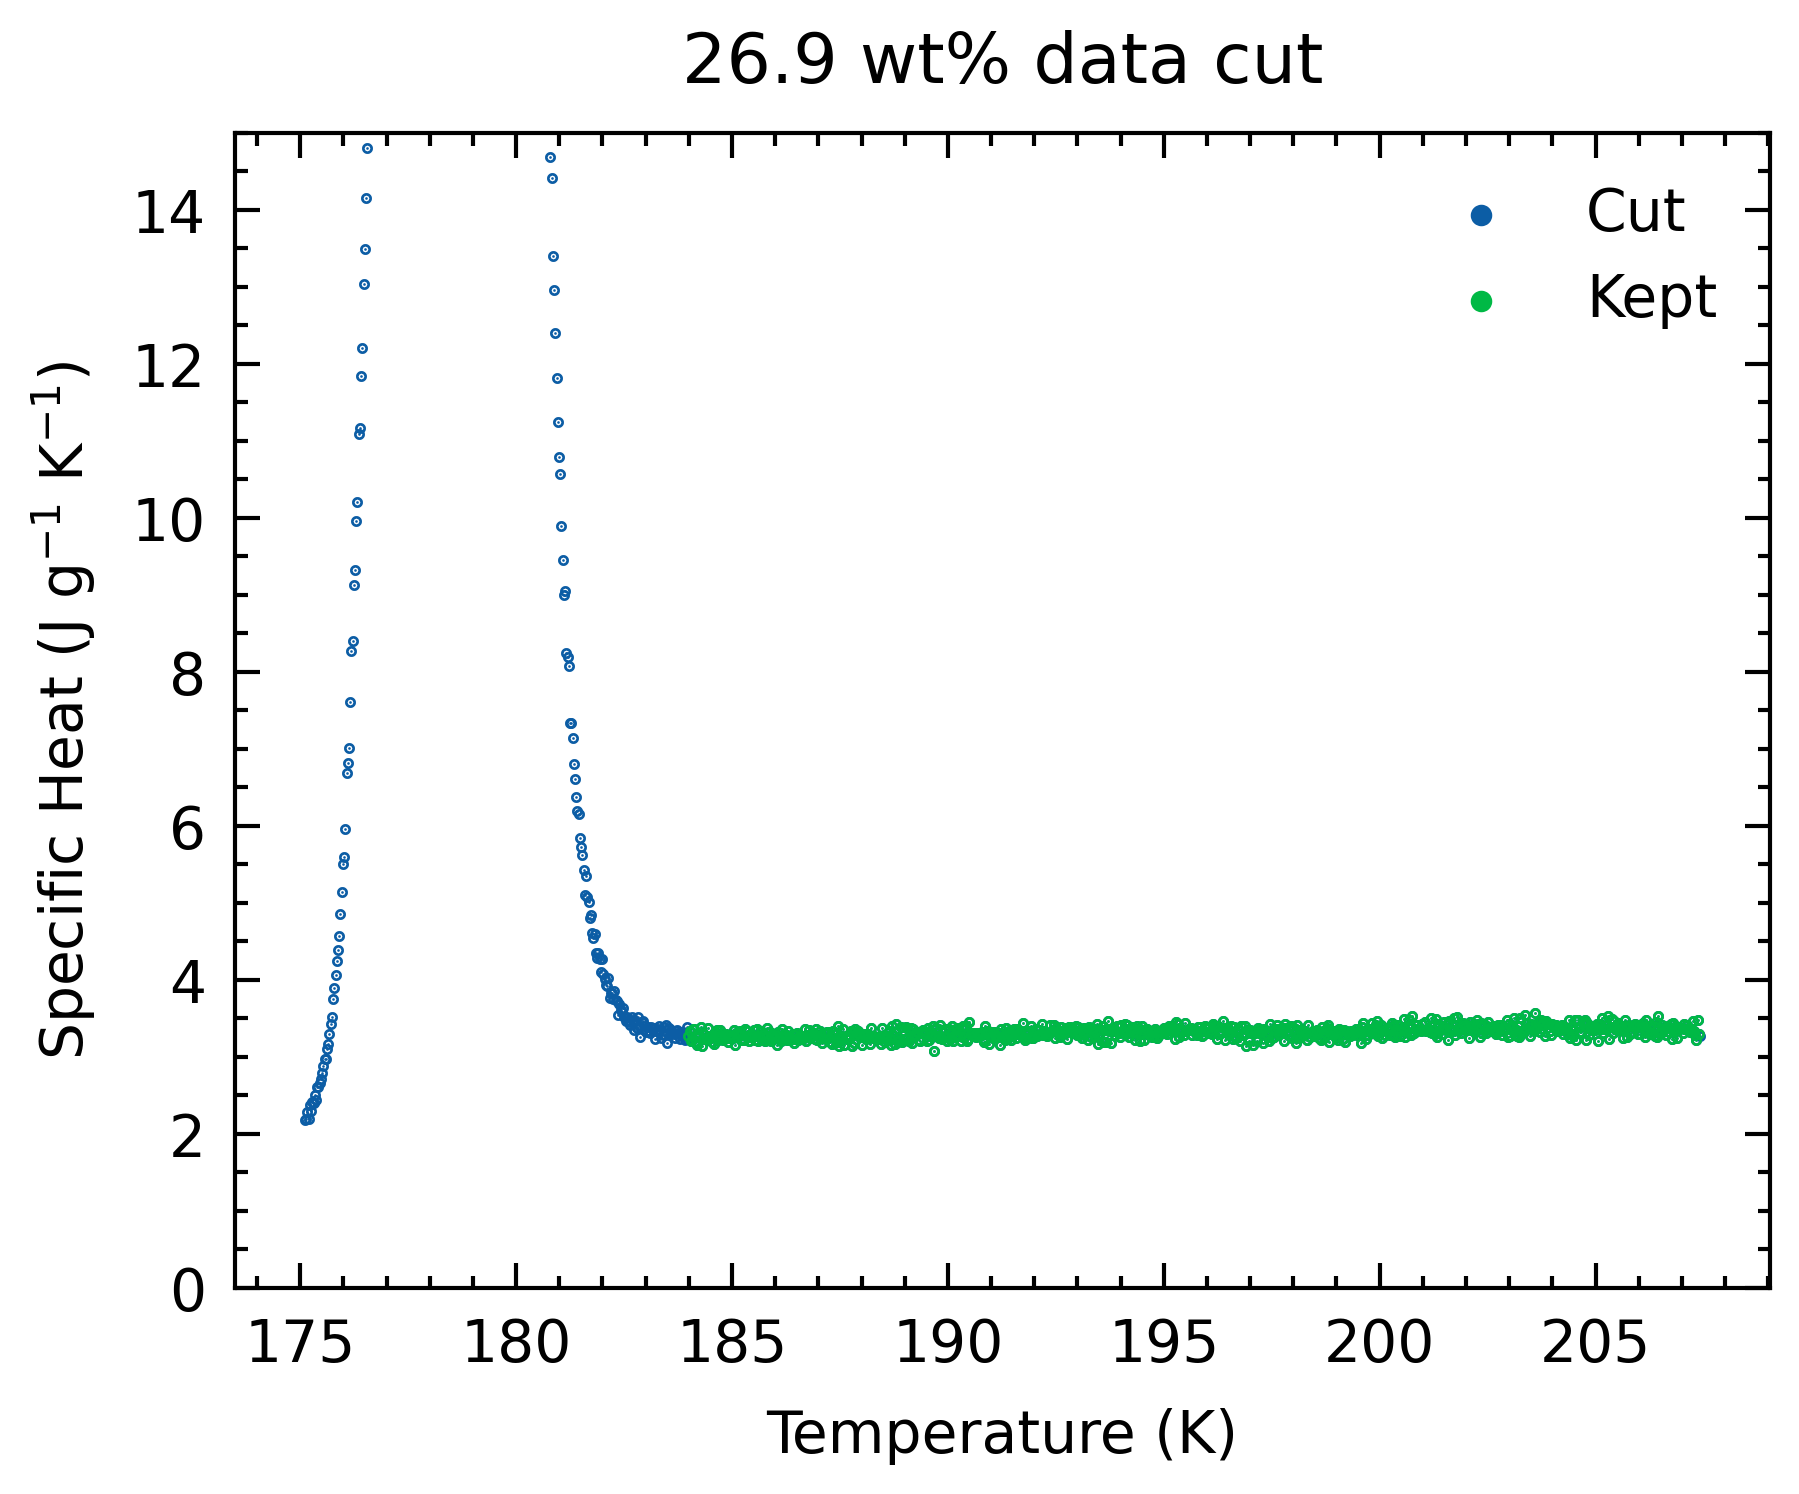 26.9 wt% data cut
Cut
Kept
14
12
10
8
6
4
2
0
Specific Heat (J g⁻¹ K⁻¹)
175 180 185 190 195 200 205
Temperature (K)